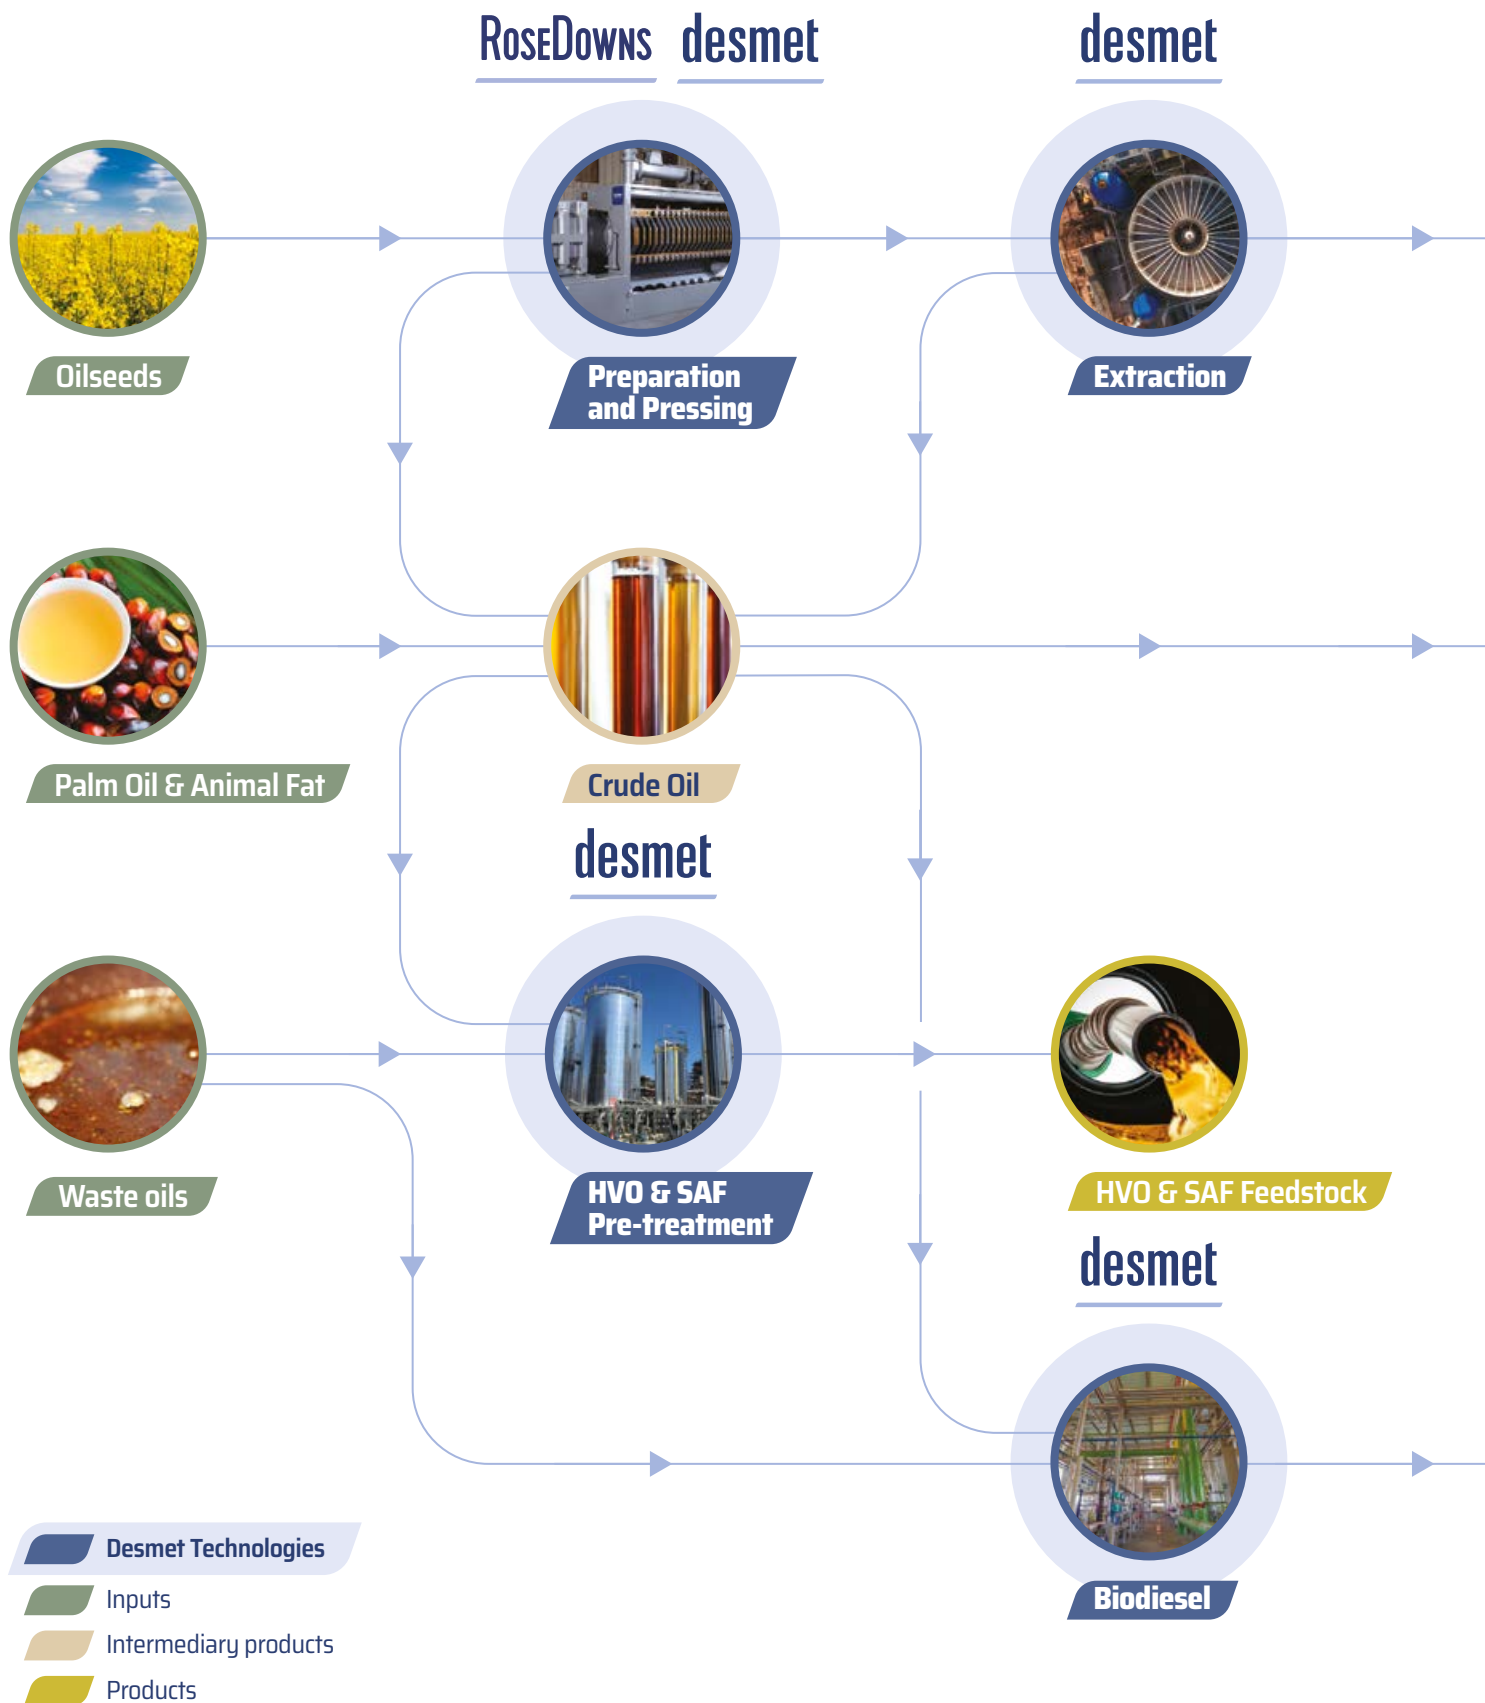 ROSEDOWNS desmet
desmet
Oilseeds
Preparation
and Pressing
Extraction
Palm Oil & Animal Fat
Crude Oil
desmet
Waste oils
HVO & SAF
Pre-treatment
HVO & SAF Feedstock
desmet
Biodiesel
Desmet Technologies
Inputs
Intermediary products
Products